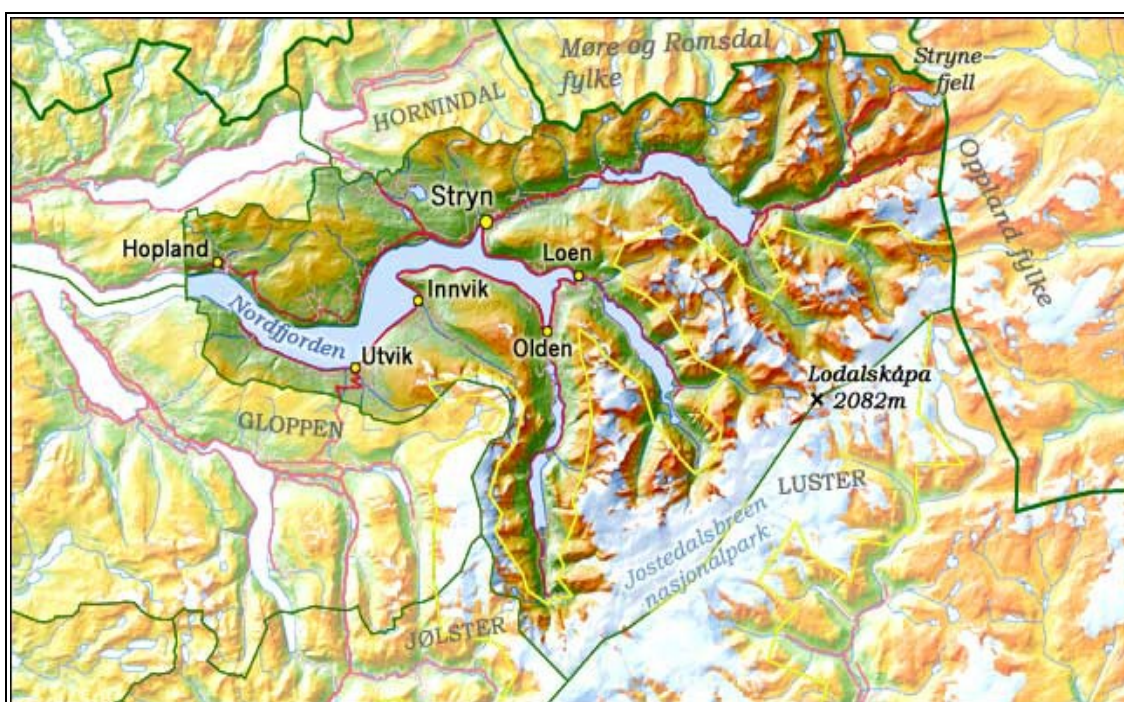 Møre og Romsdal
fylke
Stryne-
fjell
HORNINDAL
Oppland fylke
Stryn
Hopland
Loen
Innvik
Nordfjorden
Utvik
Olden
Lodalskåpa
2082m
GLOPPEN
LUSTER
Jostedalsbreen
nasjonalpark
JØLSTER